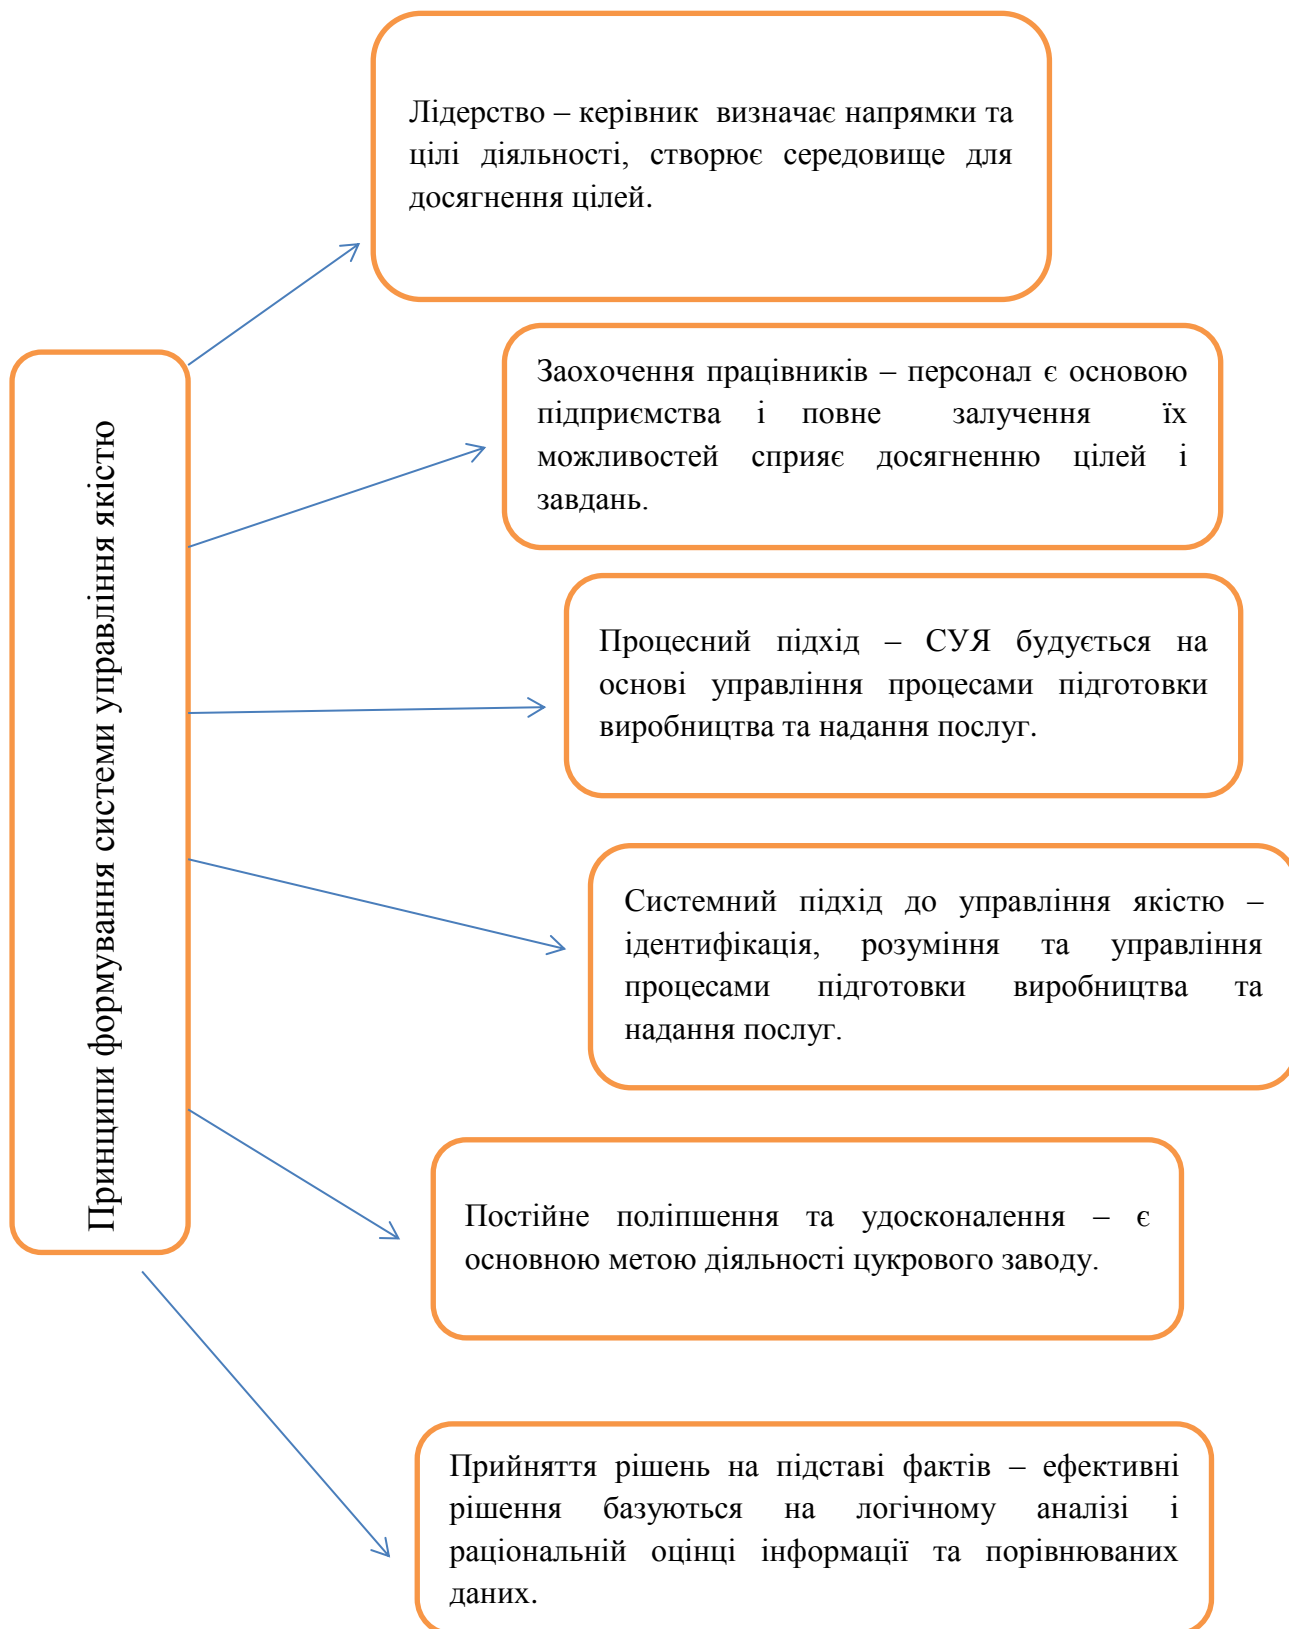 Лідерство – керівник визначає напрямки та
цілі діяльності, створює середовище для
досягнення цілей.
Заохочення працівників – персонал є основою
підприємства і повне залучення їх
можливостей сприяє досягненню цілей і
завдань.
Принципи формування системи управління якістю
Процесний підхід – СУЯ будується на
основі управління процесами підготовки
виробництва та надання послуг.
Системний підхід до управління якістю –
ідентифікація, розуміння та управління
процесами підготовки виробництва та
надання послуг.
Постійне поліпшення та удосконалення – є
основною метою діяльності цукрового заводу.
Прийняття рішень на підставі фактів – ефективні
рішення базуються на логічному аналізі і
раціональній оцінці інформації та порівнюваних
даних.